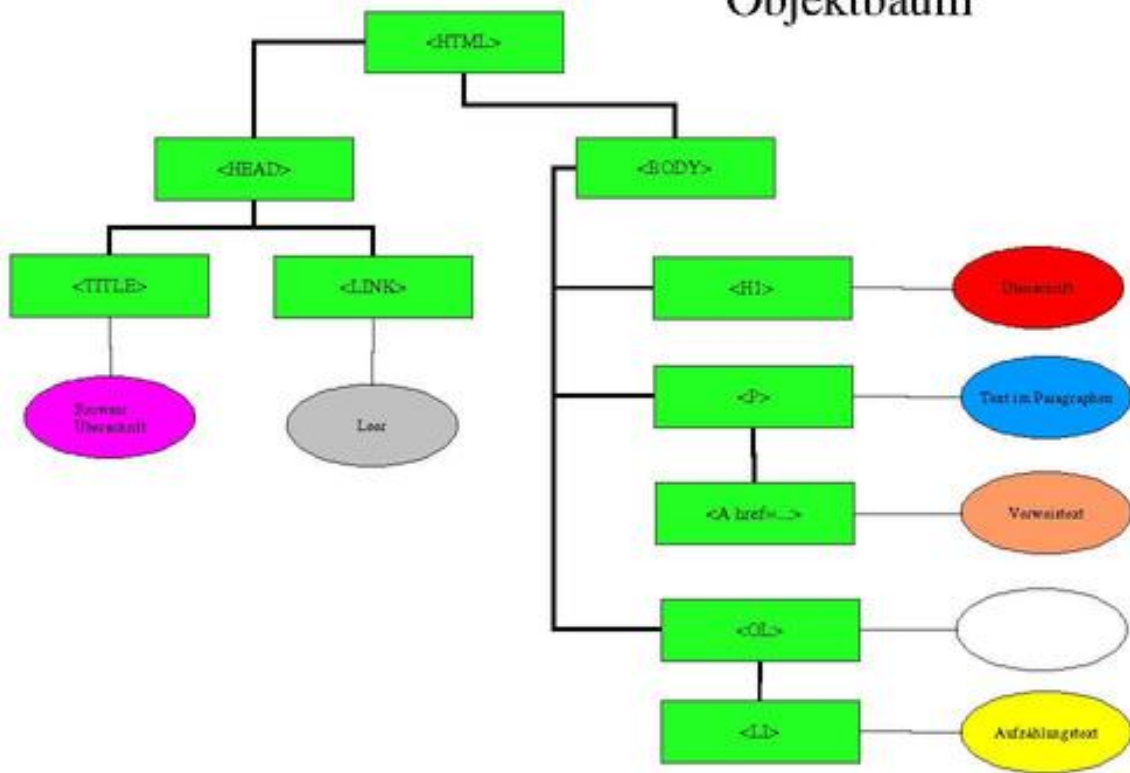 Objektbaum
<HTML>
<HEAD>
<BODY>
<TITLE>
<LINK>
<H1>
Überschrift
<P>
Text im Paragraphen
Browser
Überschrift
Leer
<A href=...>
Verweistext
<OL>
<LI>
Aufzählungstext